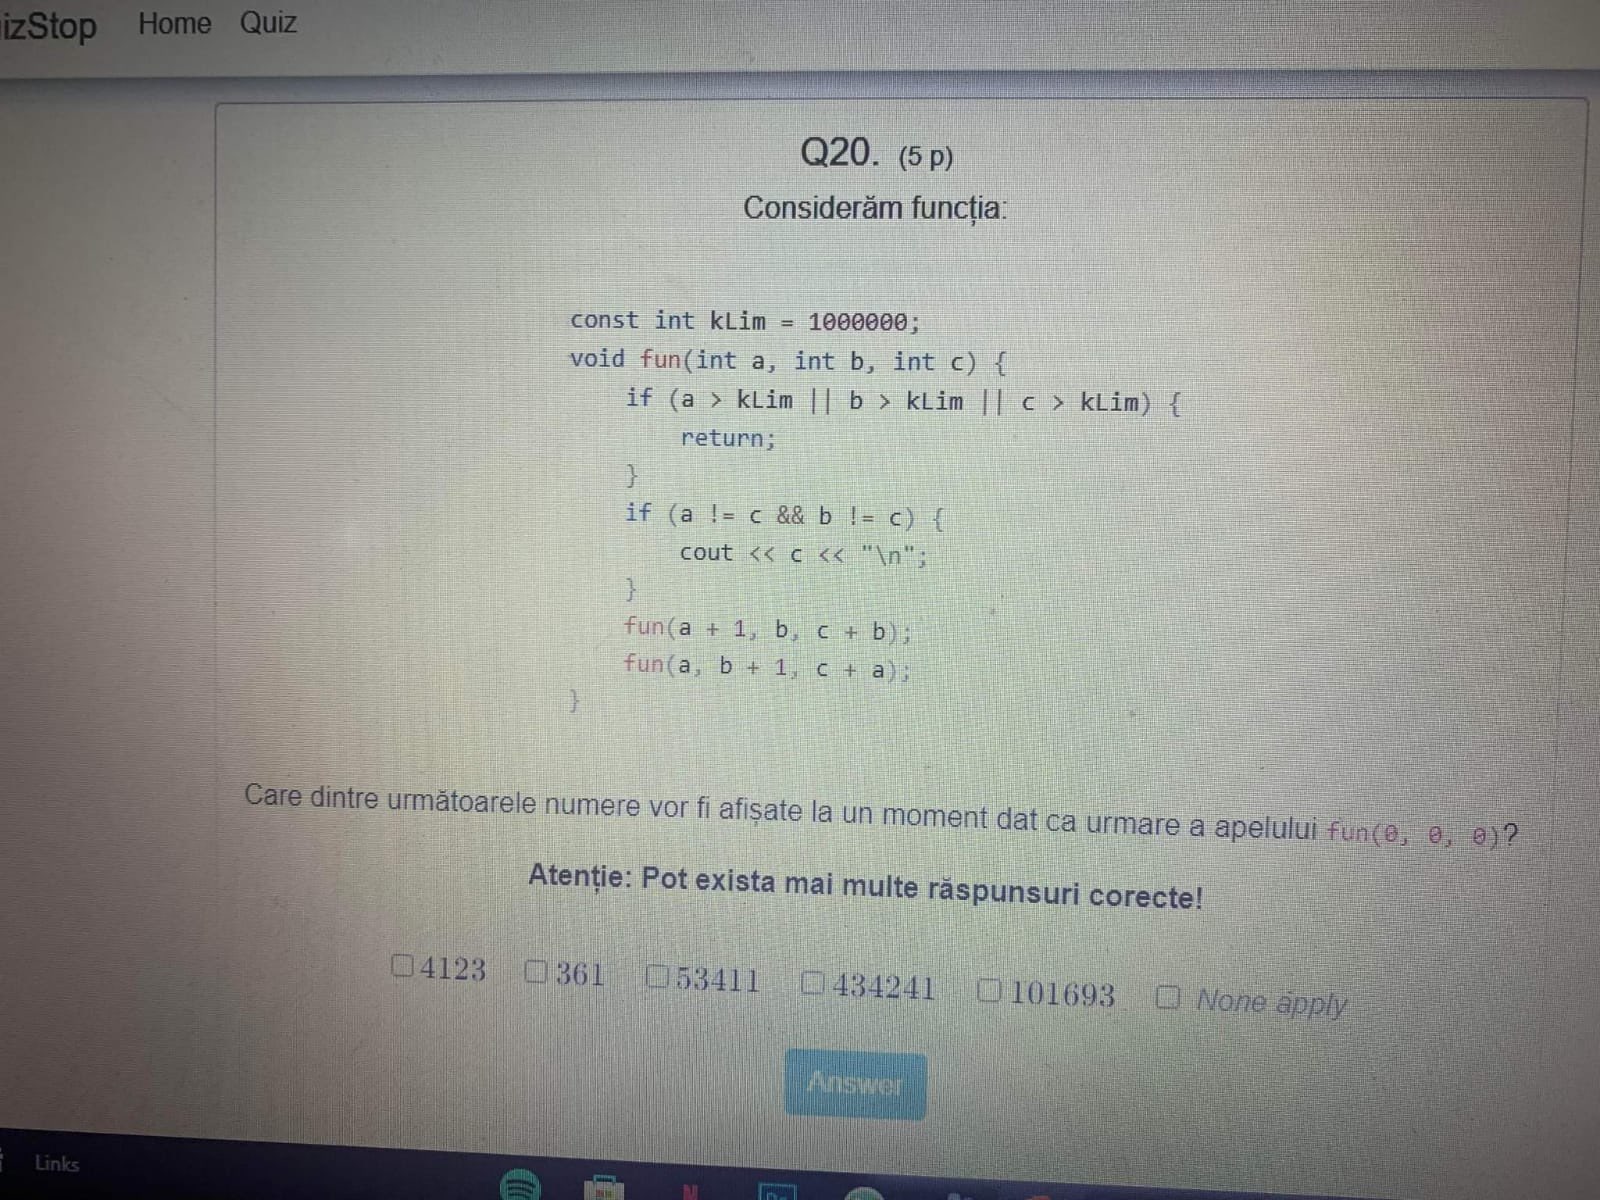 izStop Home Quiz
Q20. (5 p)
Considerăm funcția:
const int kLim = 1000000;
void fun(int a, int b, int c) {
if (a > kLim || b > kLim || c > kLim) {
return;
}
if (a != c && b != c) {
cout << c << "\n";
}
fun(a + 1, b, c + b);
fun(a, b + 1, c + a);
}
Care dintre următoarele numere vor fi afișate la un moment dat ca urmare a apelului fun(0, 0, 0)?
Atenție: Pot exista mai multe răspunsuri corecte!
4123 361 53411 434241 101693 None apply
Answer
Links